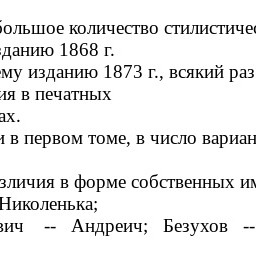 большое количество стилистичес
зданию 1868 г.
ему изданию 1873 г., всякий раз
ия в печатных
ах.
и в первом томе, в число вариан
зличия в форме собственных им
Николенька;
вич -- Андреич; Безухов --